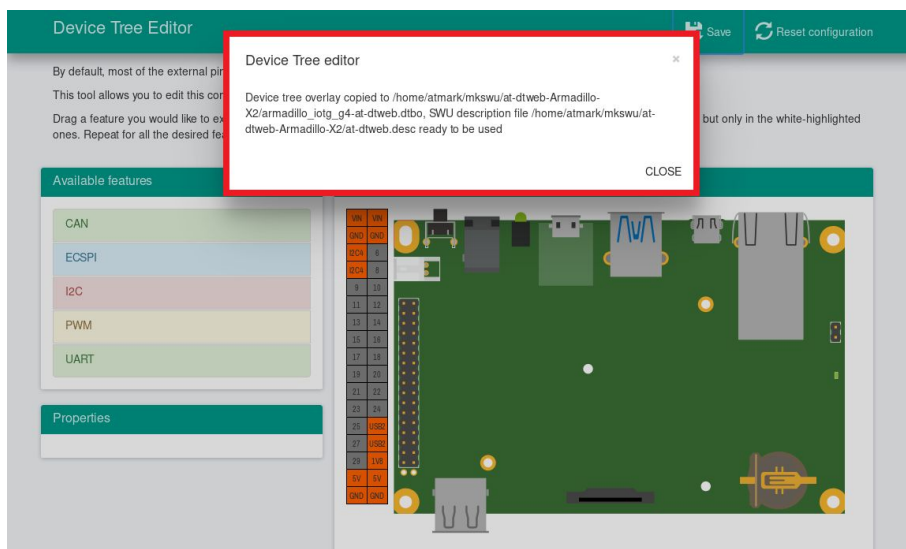 Device Tree Editor
Save
Reset configuration
By default, most of the external pin
This tool allows you to edit this cor
Drag a feature you would like to ex
but only in the white-highlighted
ones. Repeat for all the desired fea
Device Tree editor
×
Device tree overlay copied to /home/atmark/mkswu/at-dtweb-Armadillo-
X2/armadillo_iotg_g4-at-dtweb.dtbo, SWU description file /home/atmark/mkswu/at-
dtweb-Armadillo-X2/at-dtweb.desc ready to be used
CLOSE
Available features
CAN
ECSPI
I2C
PWM
UART
Properties
VIN VIN
GND GND
I2C4 6
I2C4 8
9 10
11 12
13 14
15 16
17 18
19 20
21 22
23 24
25 USB2
27 USB2
29 1V8
5V 5V
GND GND